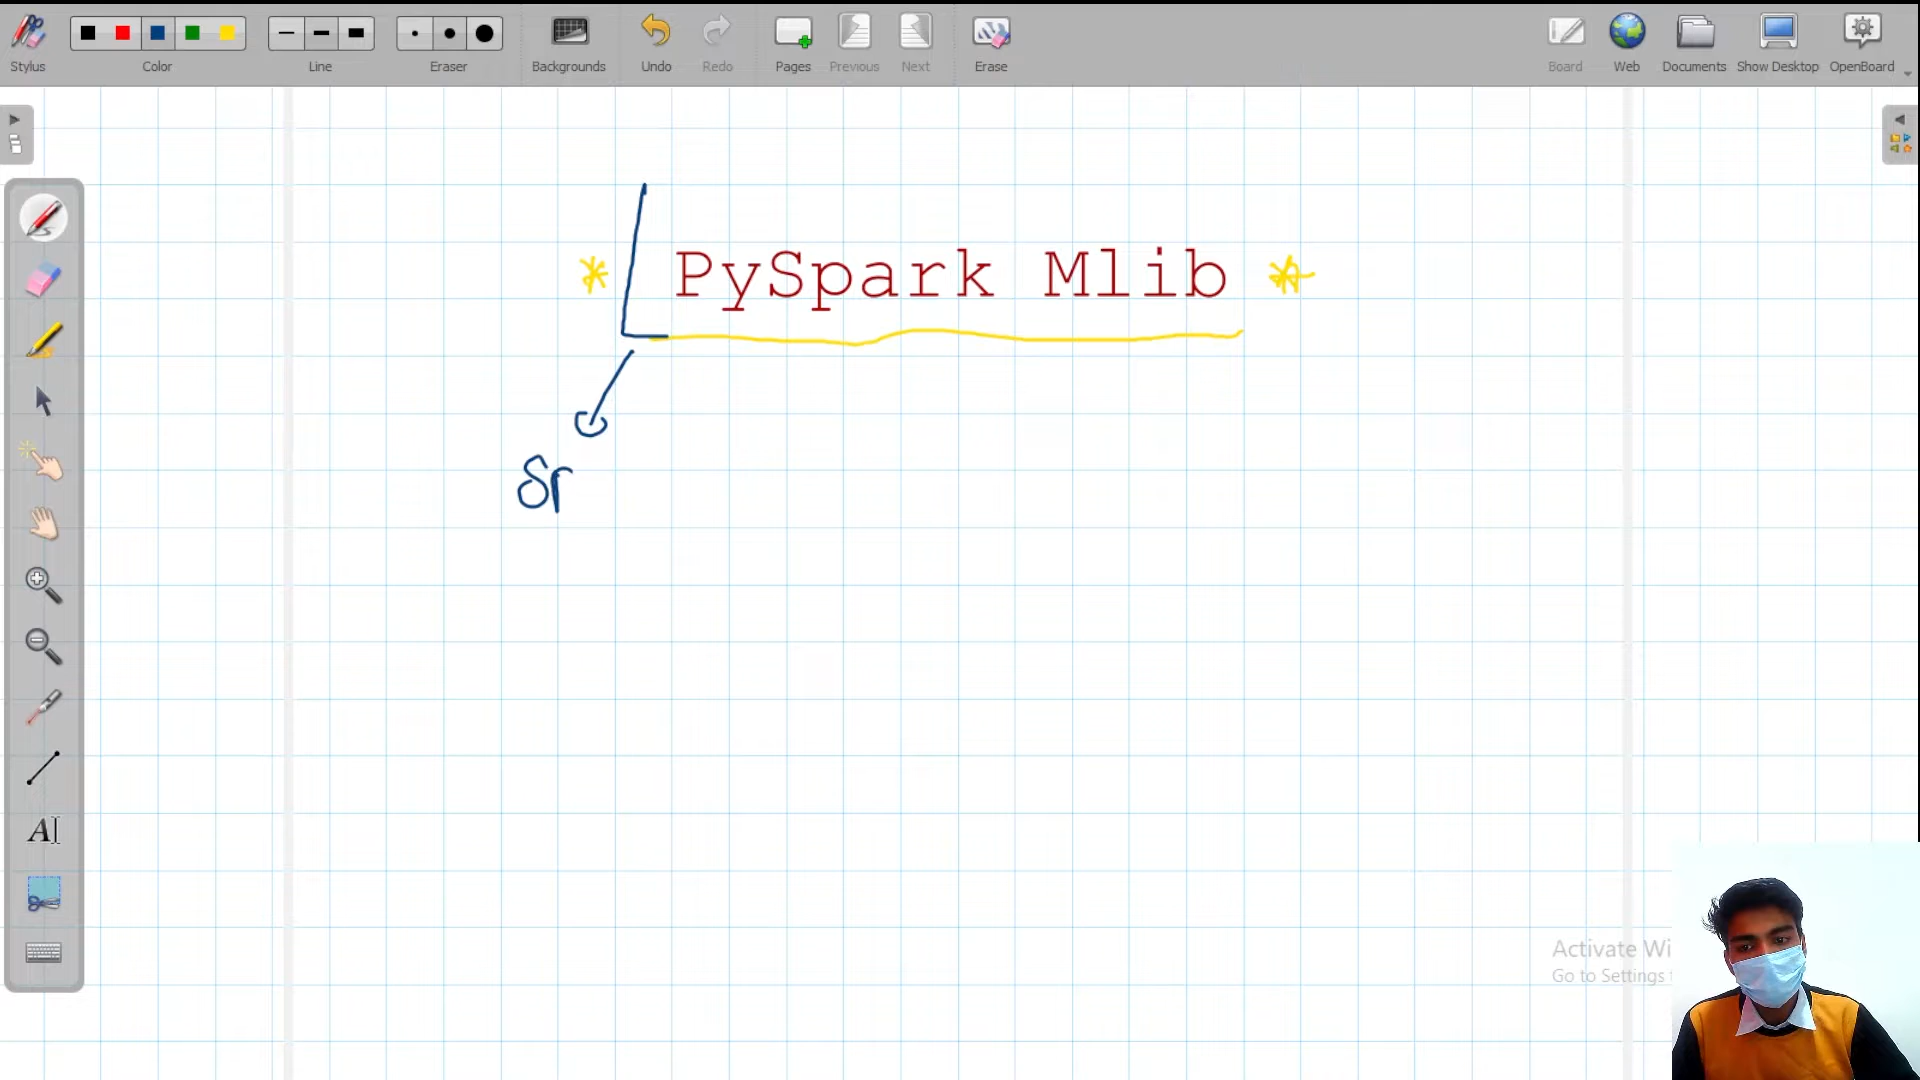 Stylus
Color
Line
Eraser
Backgrounds
Undo
Redo
Pages
Previous
Next
Erase
Board
Web
Documents
Show Desktop
OpenBoard
* PySpark Mlib *
Sr
AI
Activate Wi
Go to Settings